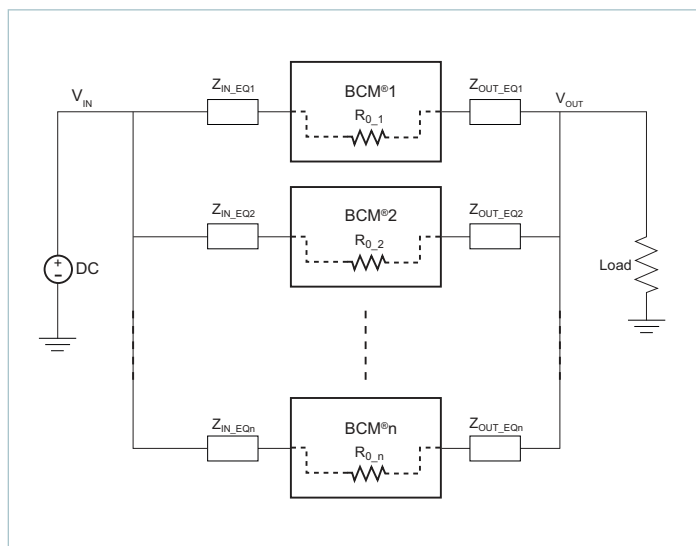 V_IN
Z_IN_EQ1
BCM®1
R_0_1
Z_OUT_EQ1
V_OUT
Z_IN_EQ2
BCM®2
R_0_2
Z_OUT_EQ2
+
–
DC
Load
Z_IN_EQn
BCM®n
R_0_n
Z_OUT_EQn